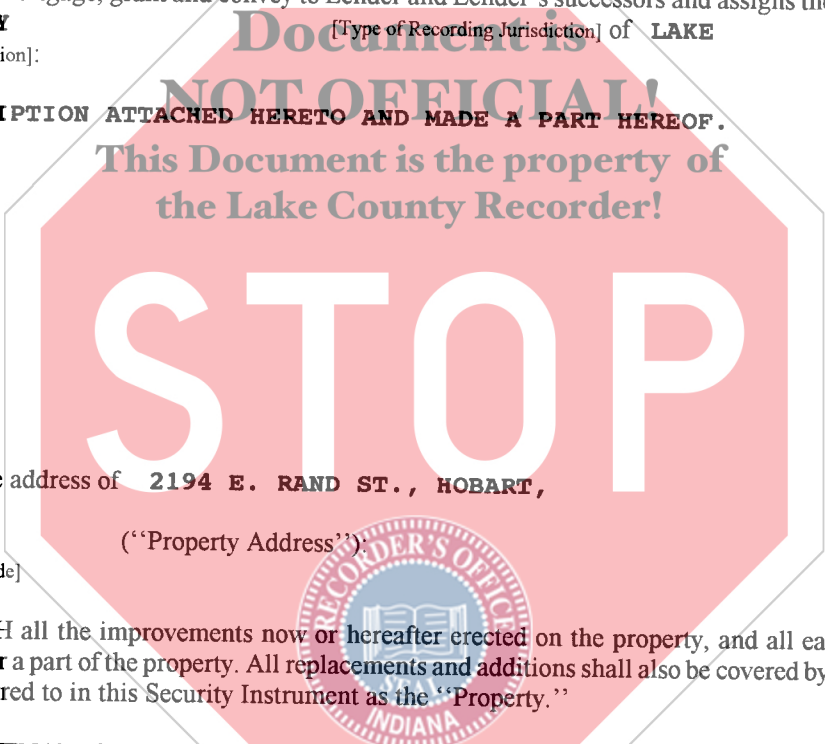 gage, grant and convey to Lender and Lender's successors and assigns the
Document is
Y [Type of Recording Jurisdiction] of LAKE
ion]:
NOT OFFICIAL!
IPTION ATTACHED HERETO AND MADE A PART HEREOF.
This Document is the property of
the Lake County Recorder!
STOP
e address of 2194 E. RAND ST., HOBART,
(“Property Address”):
de]
RECORDER'S OFFICE
H all the improvements now or hereafter erected on the property, and all ea
r a part of the property. All replacements and additions shall also be covered by
SEAL
red to in this Security Instrument as the “Property.”
INDIANA